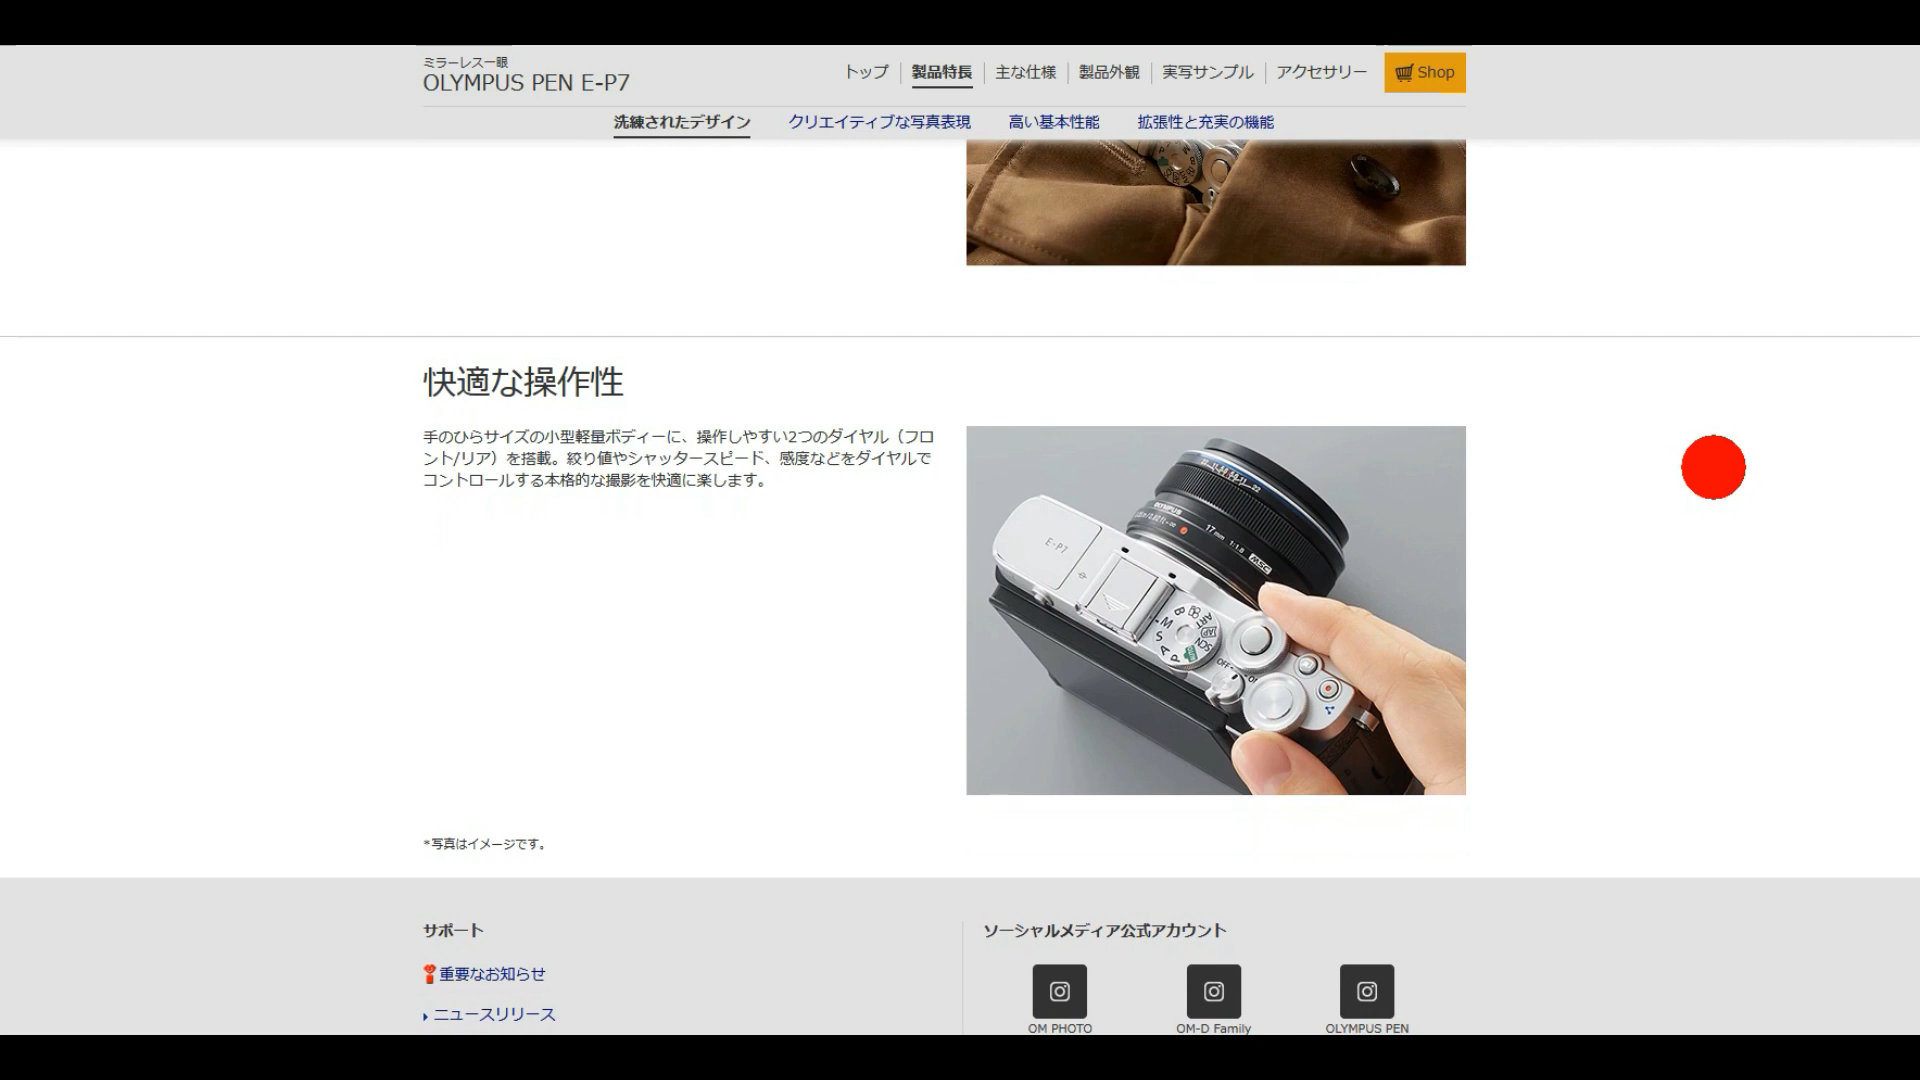 ミラーレス一眼
OLYMPUS PEN E-P7
トップ
製品特長
主な仕様
製品外観
実写サンプル
アクセサリー
Shop
洗練されたデザイン
クリエイティブな写真表現
高い基本性能
拡張性と充実の機能
快適な操作性
手のひらサイズの小型軽量ボディーに、操作しやすい2つのダイヤル（フロ
ント/リア）を搭載。絞り値やシャッタースピード、感度などをダイヤルで
コントロールする本格的な撮影を快適に楽します。
E-P7
OLYMPUS
17mm 1:1.8 MSC
B
ART
M
SCN
S
A
P
AUTO
OFF
*写真はイメージです。
サポート
重要なお知らせ
ニュースリリース
ソーシャルメディア公式アカウント
OM PHOTO
OM-D Family
OLYMPUS PEN